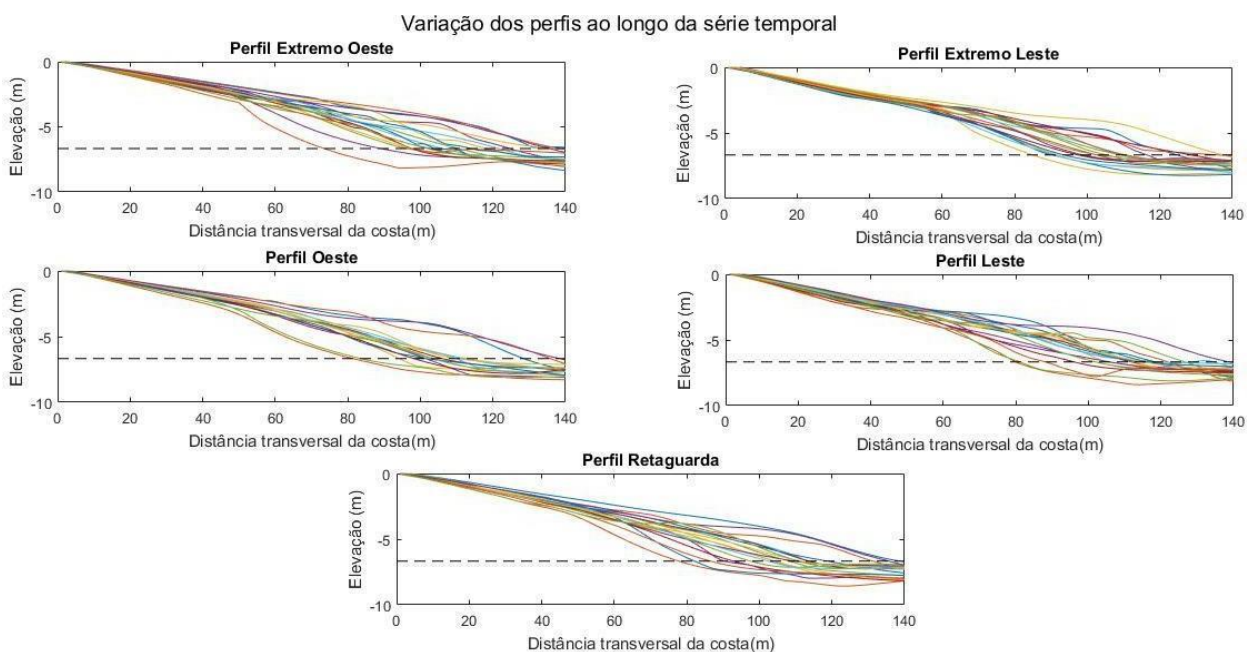 Variação dos perfis ao longo da série temporal
Perfil Extremo Oeste
0
-5
-10
Elevação (m)
0 20 40 60 80 100 120 140
Distância transversal da costa(m)
Perfil Extremo Leste
0
-5
-10
Elevação (m)
0 20 40 60 80 100 120 140
Distância transversal da costa(m)
Perfil Oeste
0
-5
-10
Elevação (m)
0 20 40 60 80 100 120 140
Distância transversal da costa(m)
Perfil Leste
0
-5
-10
Elevação (m)
0 20 40 60 80 100 120 140
Distância transversal da costa(m)
Perfil Retaguarda
0
-5
-10
Elevação (m)
0 20 40 60 80 100 120 140
Distância transversal da costa(m)